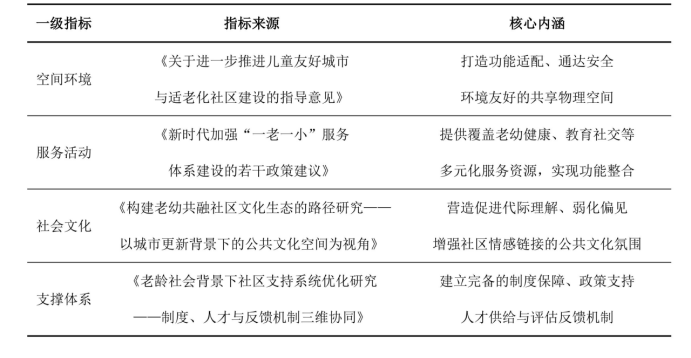 一级指标 指标来源 核心内涵
空间环境
《关于进一步推进儿童友好城市
与适老化社区建设的指导意见》
打造功能适配、通达安全
环境友好的共享物理空间
服务活动
《新时代加强“一老一小”服务
体系建设的若干政策建议》
提供覆盖老幼健康、教育社交等
多元化服务资源，实现功能整合
社会文化
《构建老幼共融社区文化生态的路径研究——
以城市更新背景下的公共文化空间为视角》
营造促进代际理解、弱化偏见
增强社区情感链接的公共文化氛围
支撑体系
《老龄社会背景下社区支持系统优化研究
——制度、人才与反馈机制三维协同》
建立完备的制度保障、政策支持
人才供给与评估反馈机制